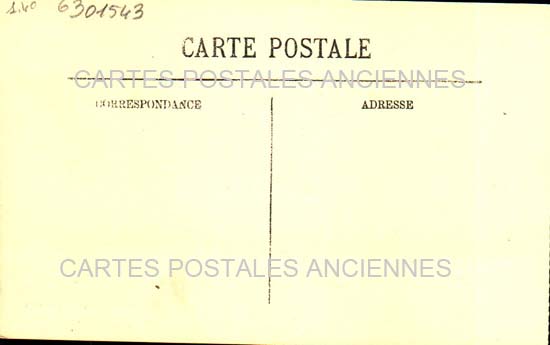 1.40 6301543
CARTE POSTALE
CARTES POSTALES ANCIENNES
CORRESPONDANCE ADRESSE
CARTES POSTALES ANCIENNES